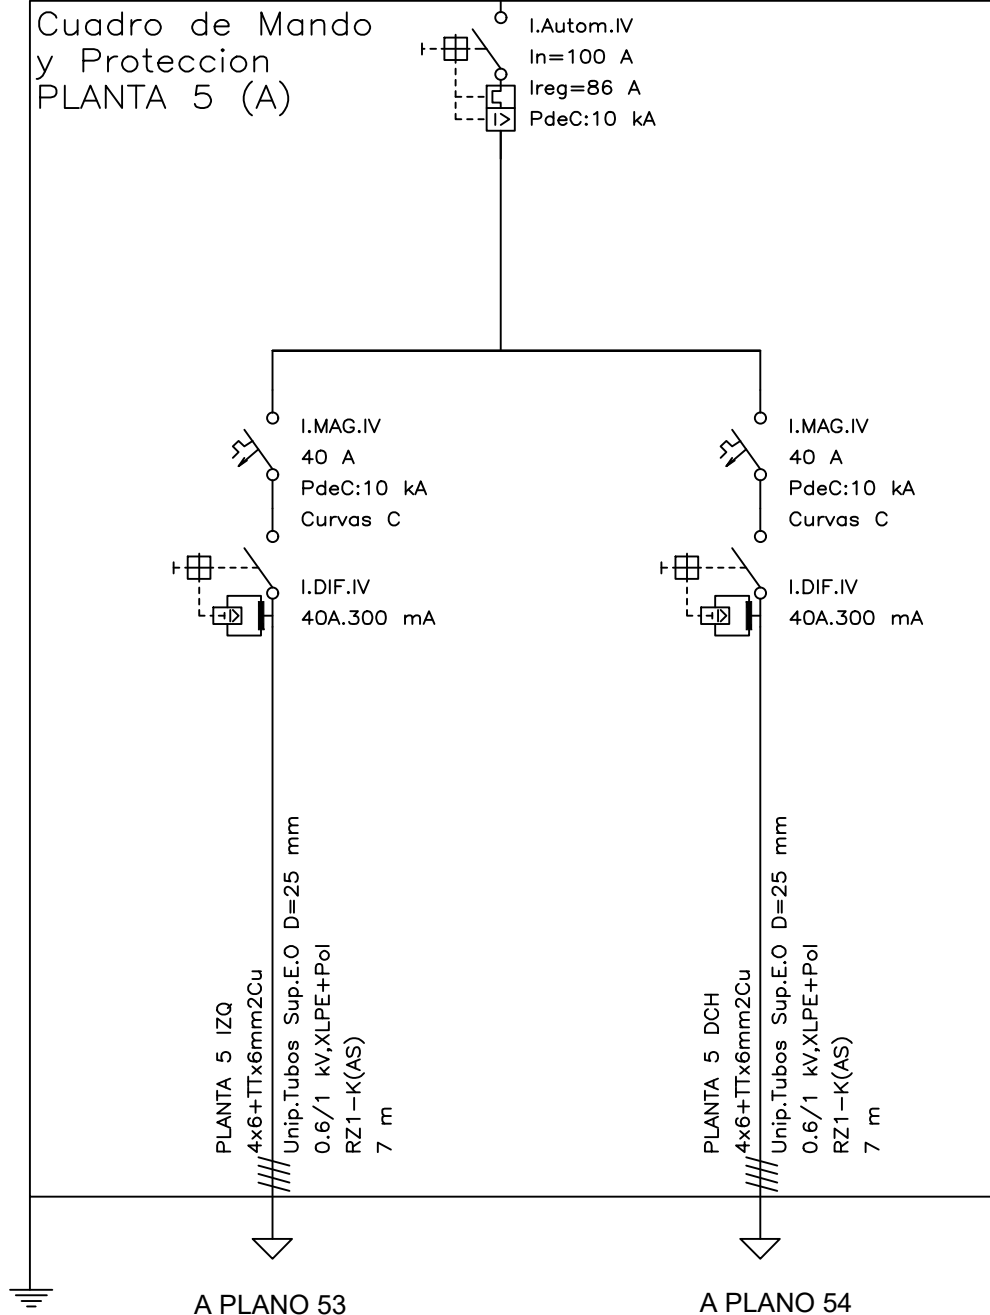 Cuadro de Mando
y Proteccion
PLANTA 5 (A)
I.Autom.IV
In=100 A
Ireg=86 A
PdeC:10 kA
I.MAG.IV
40 A
PdeC:10 kA
Curvas C
I.DIF.IV
40A.300 mA
I.MAG.IV
40 A
PdeC:10 kA
Curvas C
I.DIF.IV
40A.300 mA
PLANTA 5 IZQ
4x6+TTx6mm2Cu
Unip.Tubos Sup.E.O D=25 mm
0.6/1 kV,XLPE+Pol
RZ1-K(AS)
7 m
PLANTA 5 DCH
4x6+TTx6mm2Cu
Unip.Tubos Sup.E.O D=25 mm
0.6/1 kV,XLPE+Pol
RZ1-K(AS)
7 m
A PLANO 53
A PLANO 54